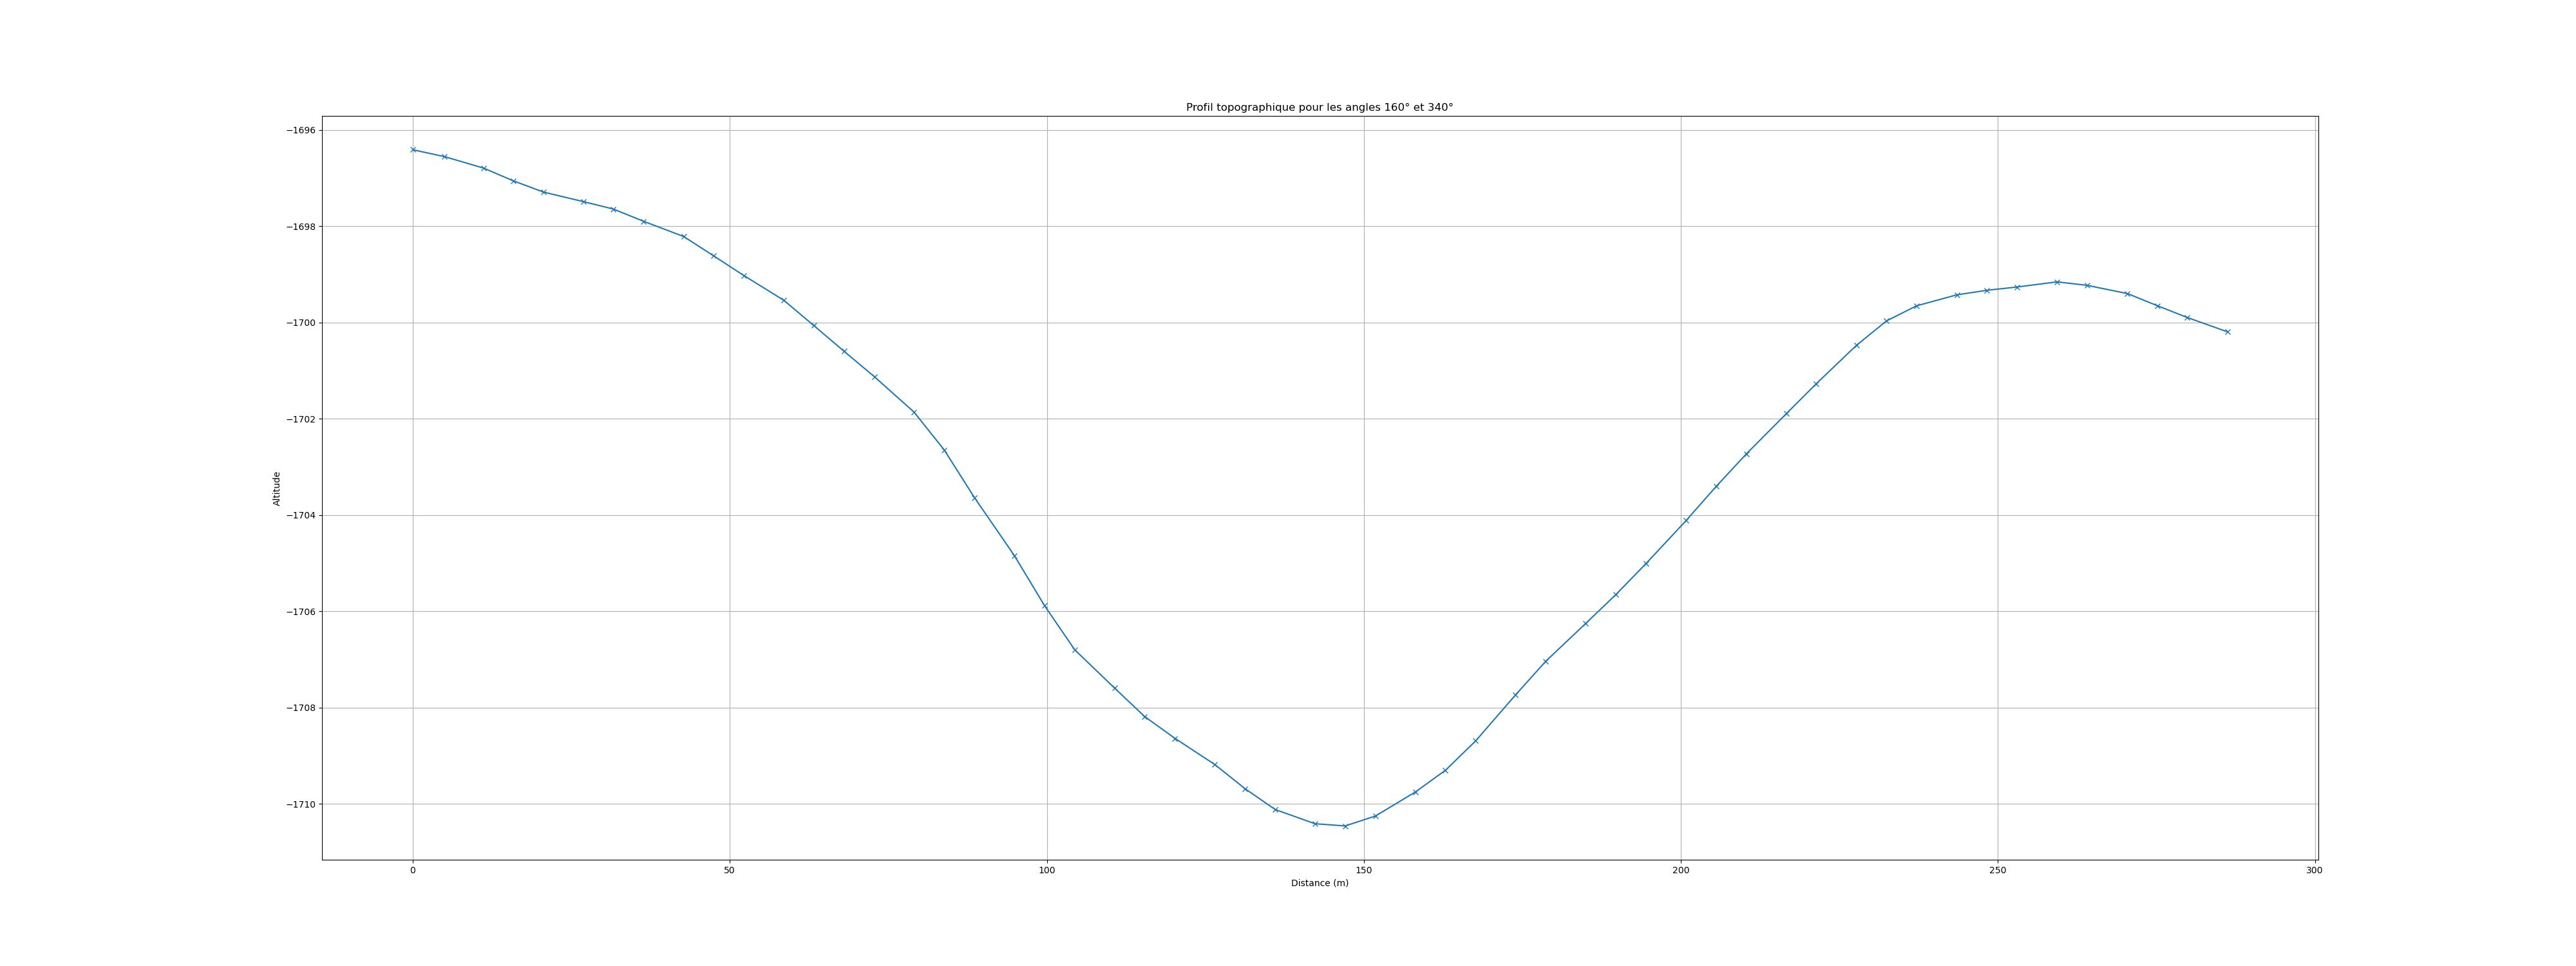 Profil topographique pour les angles 160° et 340°
Altitude
−1696
−1698
−1700
−1702
−1704
−1706
−1708
−1710
0 50 100 150 200 250 300
Distance (m)